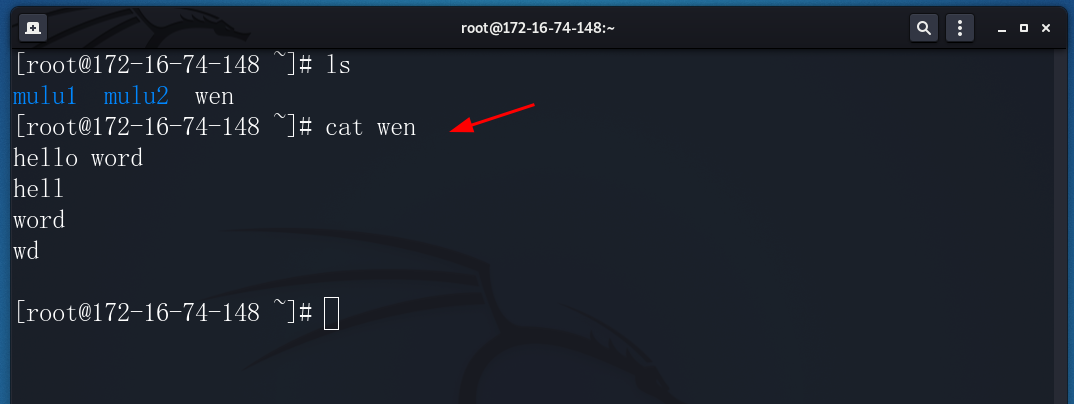 root@172-16-74-148:~
[root@172-16-74-148 ~]# ls
mulu1  mulu2  wen
[root@172-16-74-148 ~]# cat wen
hello word
hell
word
wd
[root@172-16-74-148 ~]#